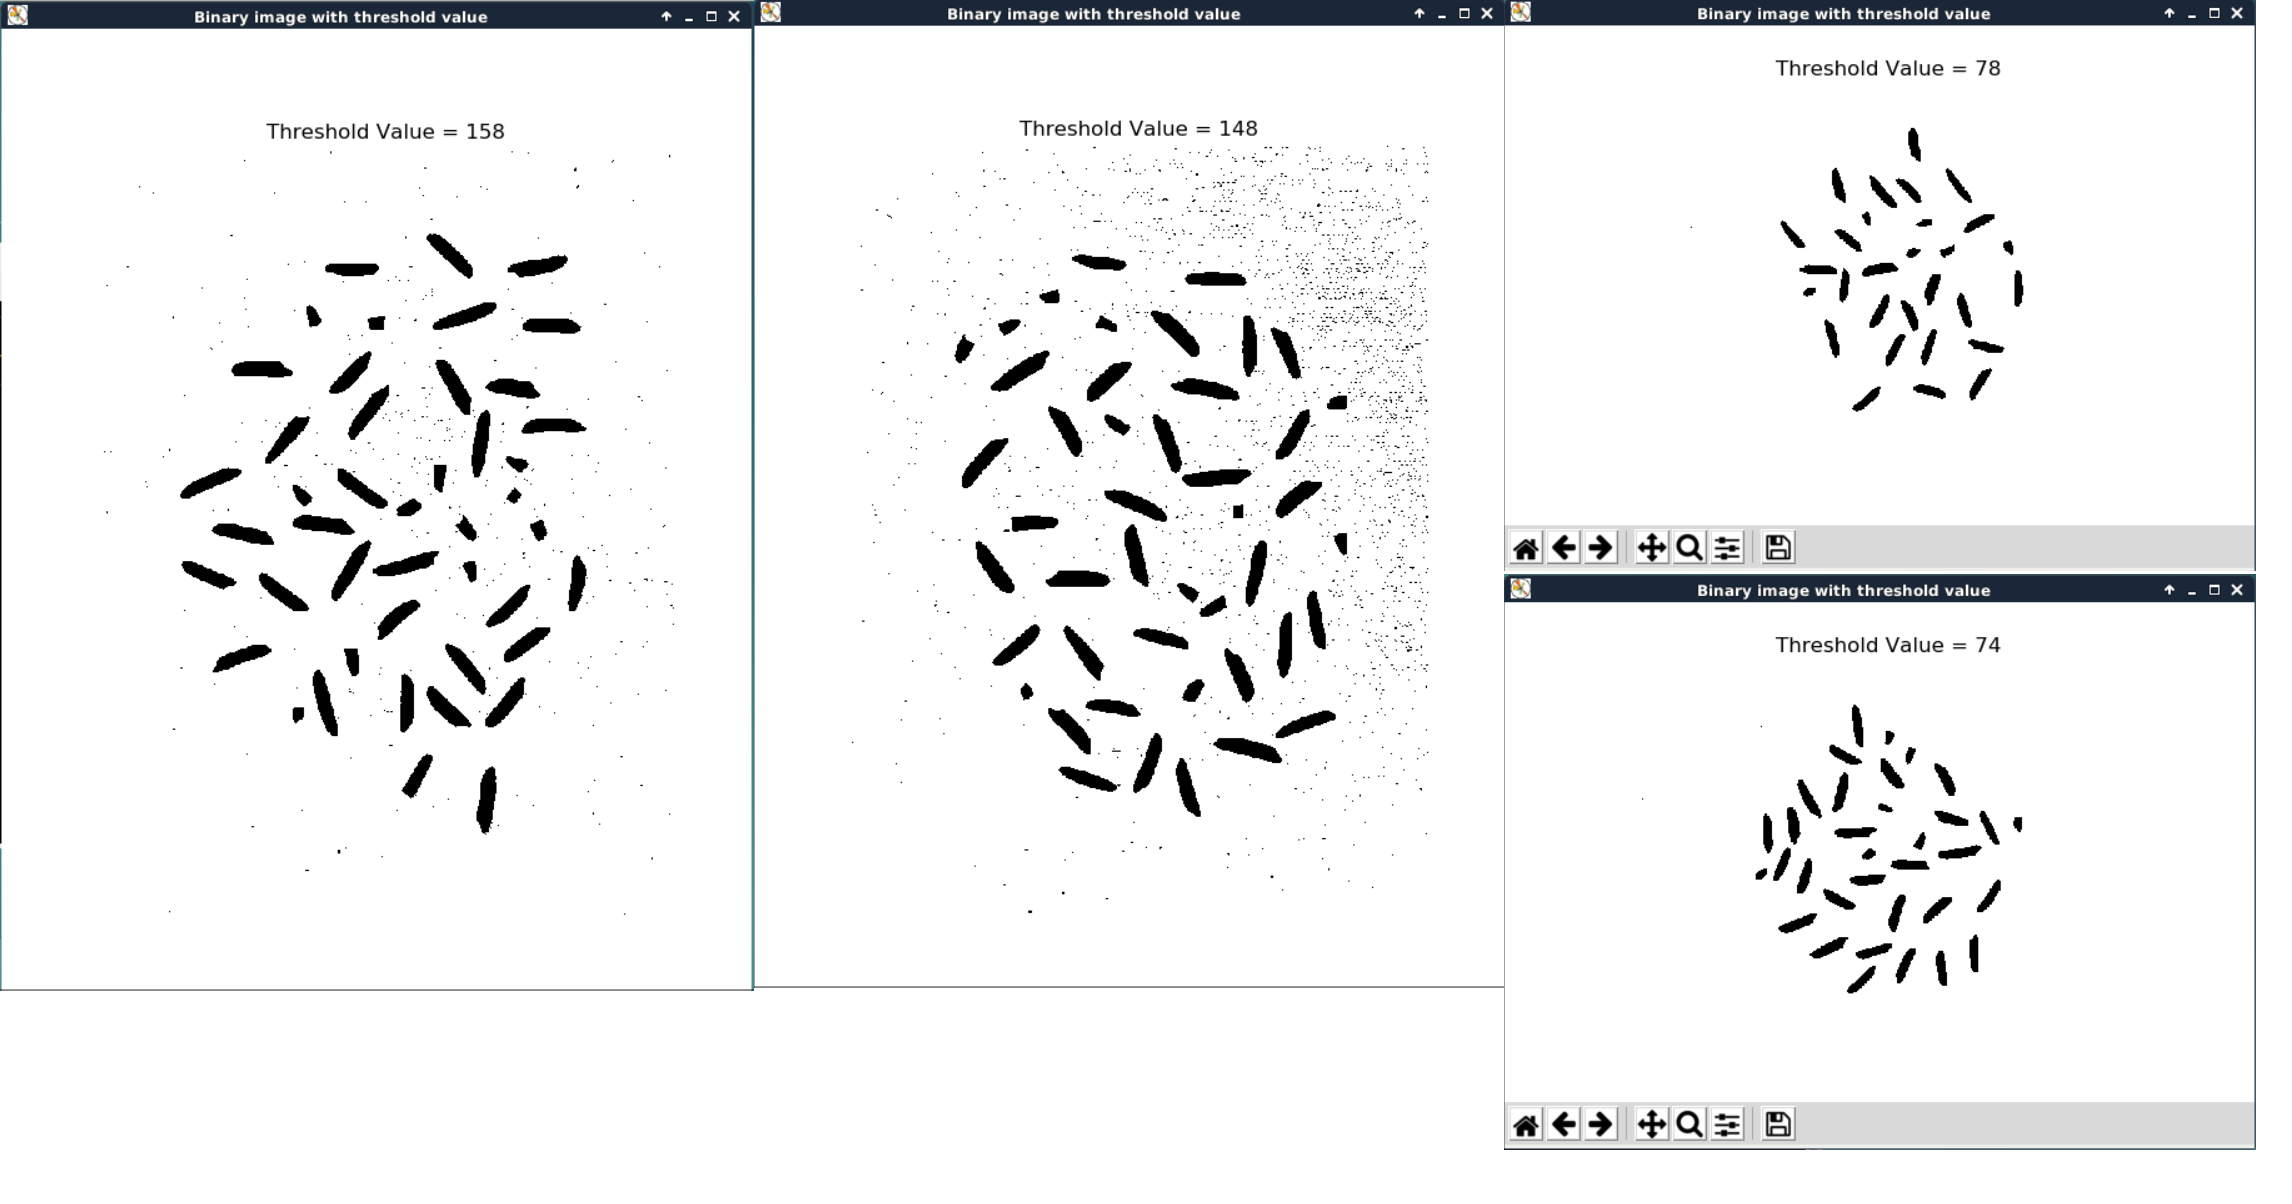 Binary image with threshold value
Threshold Value = 158
Binary image with threshold value
Threshold Value = 148
Binary image with threshold value
Threshold Value = 78
Binary image with threshold value
Threshold Value = 74